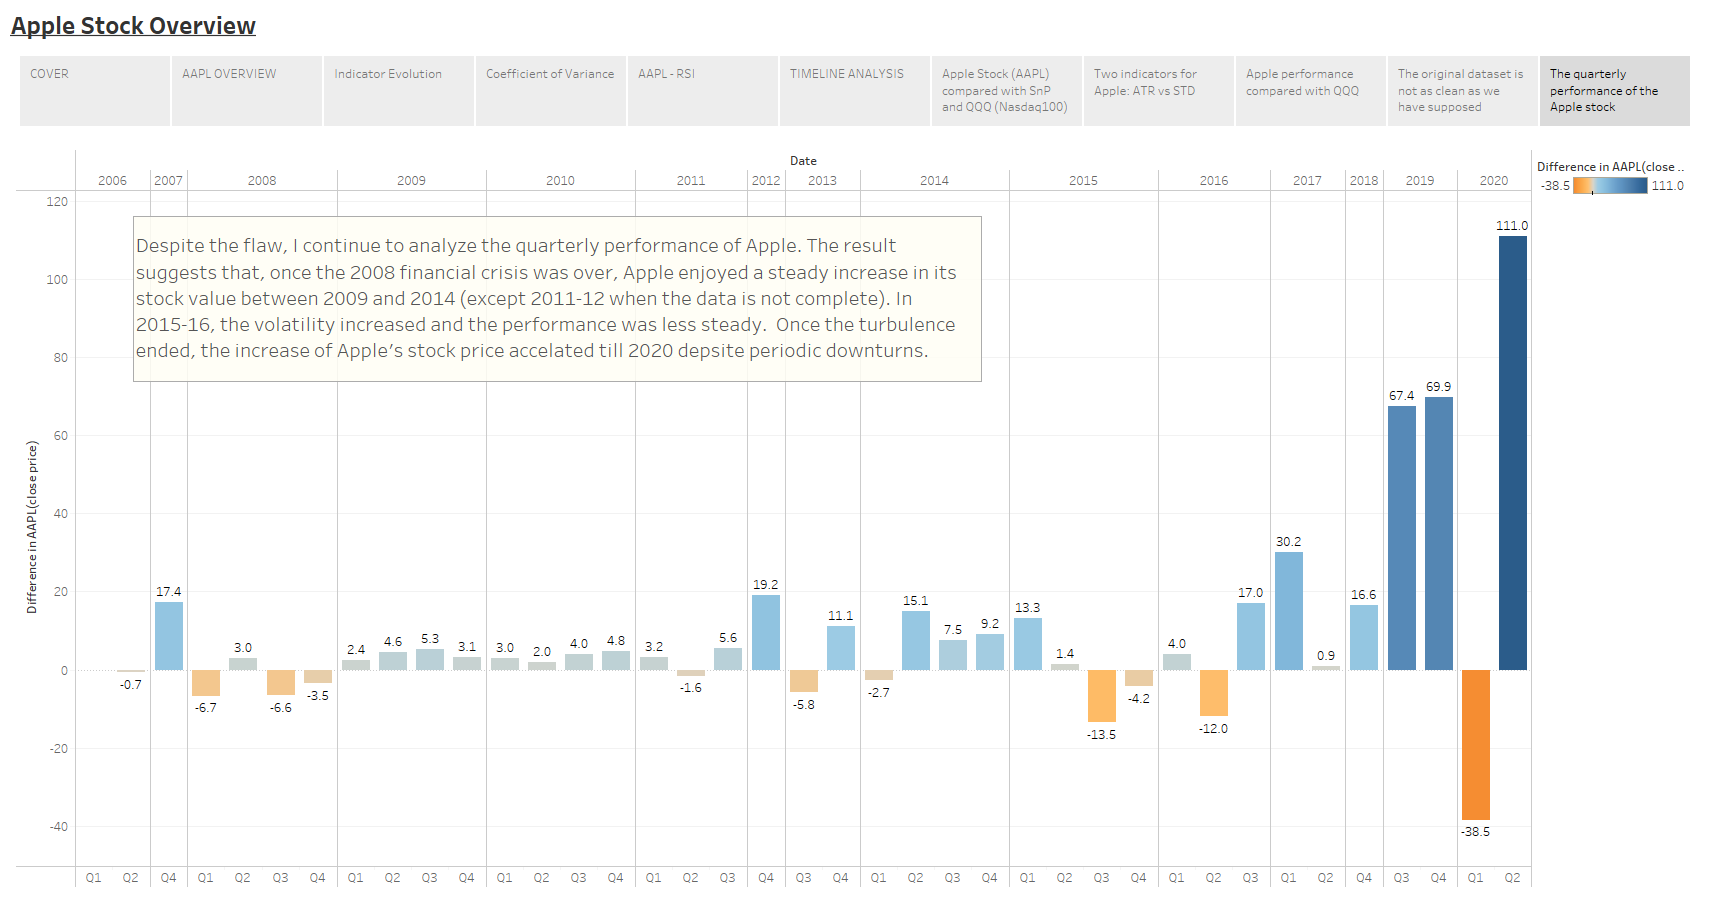 Apple Stock Overview
COVER
AAPL OVERVIEW
Indicator Evolution
Coefficient of Variance
AAPL - RSI
TIMELINE ANALYSIS
Apple Stock (AAPL)
compared with SnP
and QQQ (Nasdaq100)
Two indicators for
Apple: ATR vs STD
Apple performance
compared with QQQ
The original dataset is
not as clean as we
have supposed
The quarterly
performance of the
Apple stock
Date
2006 2007 2008 2009 2010 2011 2012 2013 2014 2015 2016 2017 2018 2019 2020
Difference in AAPL(close ..
-38.5 111.0
Despite the flaw, I continue to analyze the quarterly performance of Apple. The result
suggests that, once the 2008 financial crisis was over, Apple enjoyed a steady increase in its
stock value between 2009 and 2014 (except 2011-12 when the data is not complete). In
2015-16, the volatility increased and the performance was less steady.  Once the turbulence
ended, the increase of Apple's stock price accelated till 2020 depsite periodic downturns.
Difference in AAPL(close price)
120
100
80
60
40
20
0
-20
-40
-0.7
17.4
-6.7
3.0
-6.6
-3.5
2.4
4.6
5.3
3.1
3.0
2.0
4.0
4.8
3.2
-1.6
5.6
19.2
-5.8
11.1
-2.7
15.1
7.5
9.2
13.3
1.4
-13.5
-4.2
4.0
-12.0
17.0
30.2
0.9
16.6
67.4
69.9
-38.5
111.0
Q1 Q2 Q4 Q1 Q2 Q3 Q4 Q1 Q2 Q3 Q4 Q1 Q2 Q3 Q4 Q1 Q2 Q3 Q4 Q3 Q4 Q1 Q2 Q3 Q4 Q1 Q2 Q3 Q4 Q1 Q2 Q3 Q1 Q2 Q4 Q3 Q4 Q1 Q2